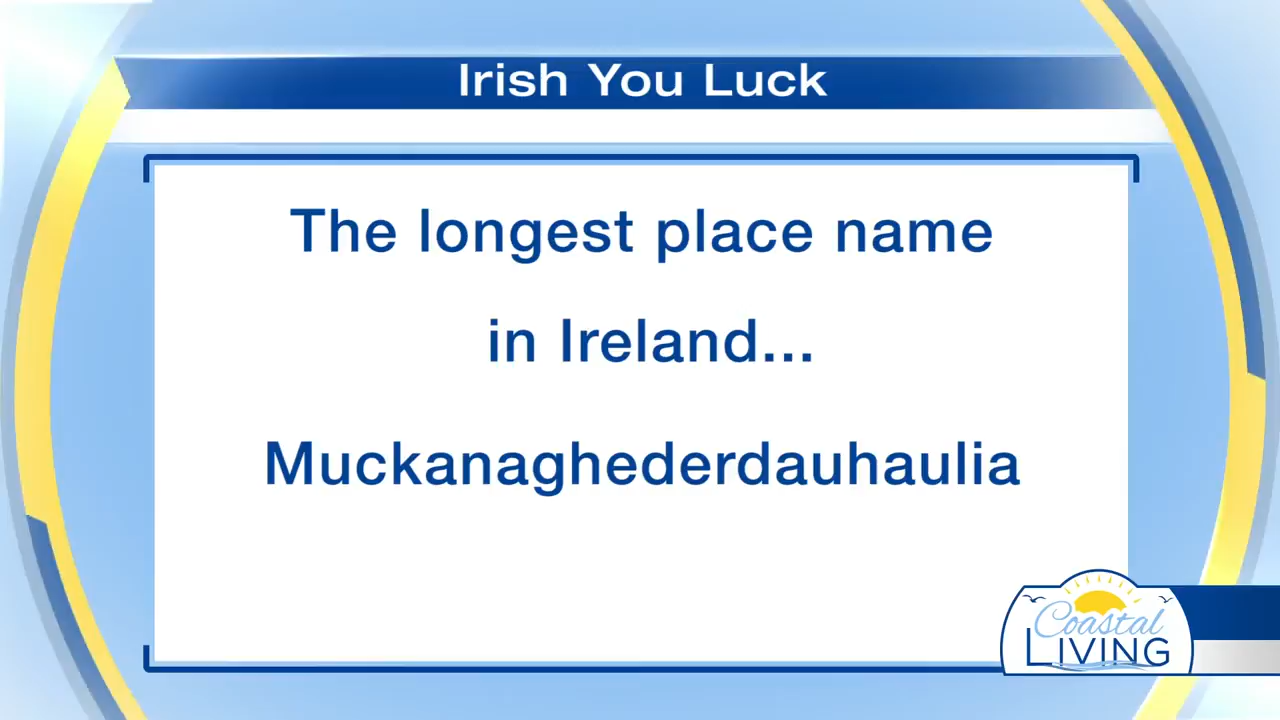 Irish You Luck
The longest place name
in Ireland...
Muckanaghederdauhaulia
Coastal
LIVING